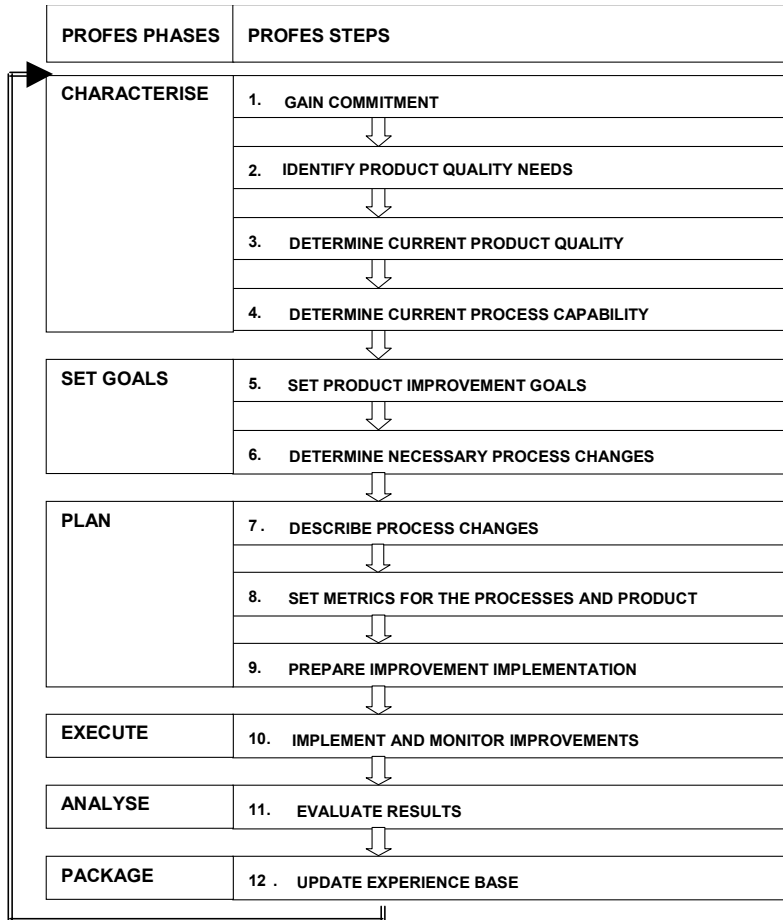 PROFES PHASES PROFES STEPS
CHARACTERISE 1. GAIN COMMITMENT
2. IDENTIFY PRODUCT QUALITY NEEDS
3. DETERMINE CURRENT PRODUCT QUALITY
4. DETERMINE CURRENT PROCESS CAPABILITY
SET GOALS 5. SET PRODUCT IMPROVEMENT GOALS
6. DETERMINE NECESSARY PROCESS CHANGES
PLAN 7 . DESCRIBE PROCESS CHANGES
8. SET METRICS FOR THE PROCESSES AND PRODUCT
9. PREPARE IMPROVEMENT IMPLEMENTATION
EXECUTE 10. IMPLEMENT AND MONITOR IMPROVEMENTS
ANALYSE 11. EVALUATE RESULTS
PACKAGE 12 . UPDATE EXPERIENCE BASE